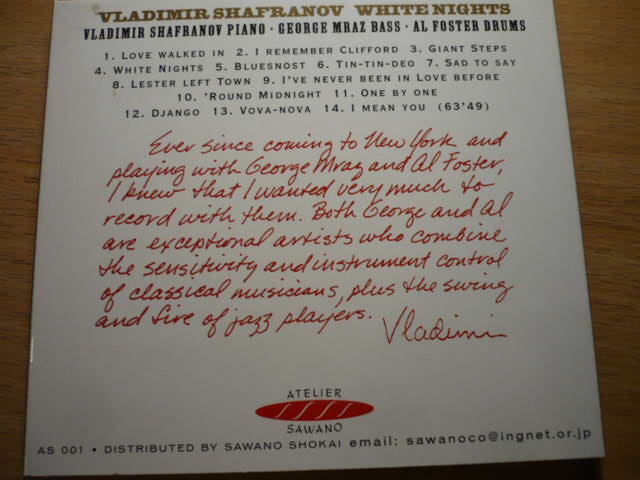 VLADIMIR SHAFRANOV WHITE NIGHTS
VLADIMIR SHAFRANOV PIANO · GEORGE MRAZ BASS · AL FOSTER DRUMS
1. LOVE WALKED IN 2. I REMEMBER CLIFFORD 3. GIANT STEPS
4. WHITE NIGHTS 5. BLUESNOST 6. TIN-TIN-DEO 7. SAD TO SAY
8. LESTER LEFT TOWN 9. I'VE NEVER BEEN IN LOVE BEFORE
10. 'ROUND MIDNIGHT 11. ONE BY ONE
12. DJANGO 13. VOVA-NOVA 14. I MEAN YOU (63'49)
Ever since coming to New York and
playing with George Mraz and Al Foster,
I knew that I wanted very much to
record with them. Both George and Al
are exceptional artists who combine
the sensitivity and instrument control
of classical musicians, plus the swing
and fire of jazz players.
Vladimir
ATELIER
SAWANO
AS 001 • DISTRIBUTED BY SAWANO SHOKAI email: sawanoco@ingnet.or.jp